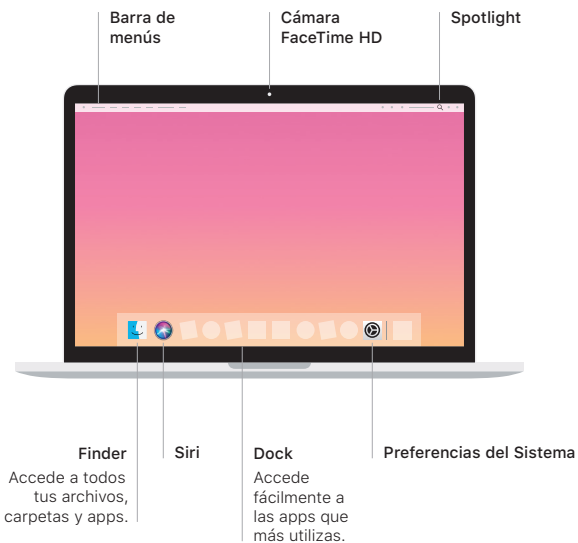 Barra de
menús
Cámara
FaceTime HD
Spotlight
Finder
Accede a todos
tus archivos,
carpetas y apps.
Siri
Dock
Accede
fácilmente a
las apps que
más utilizas.
Preferencias del Sistema